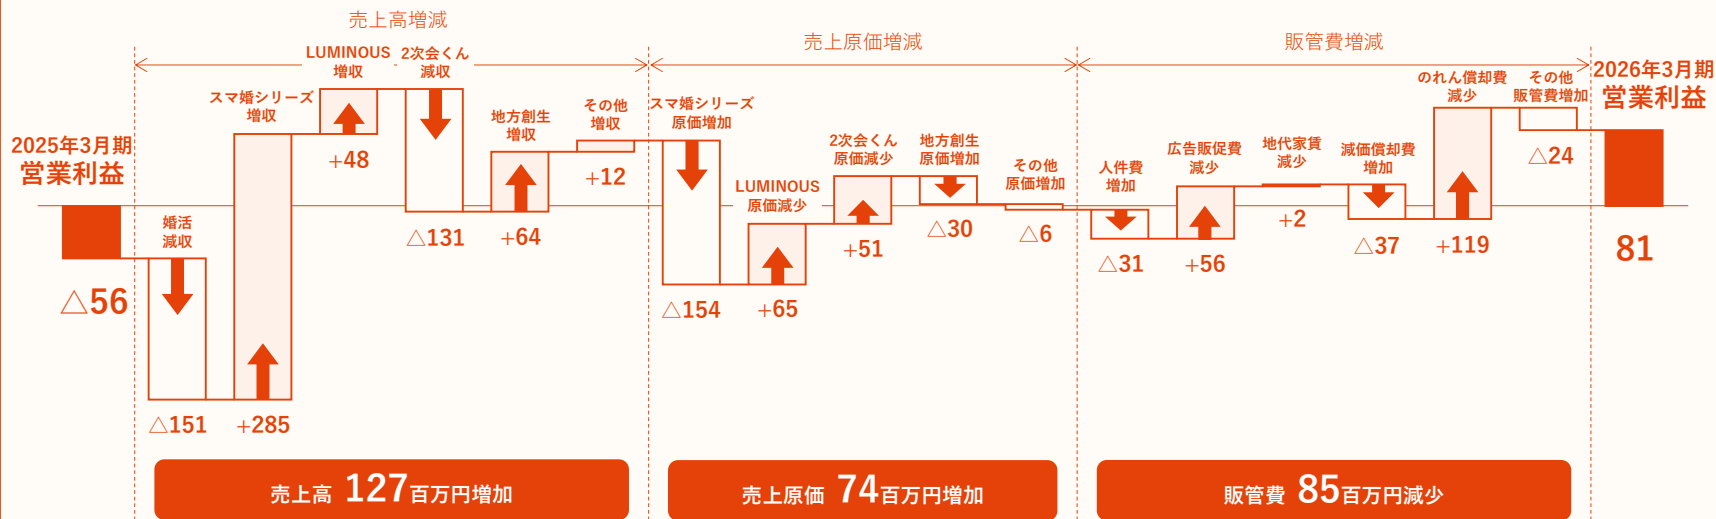 売上高増減
売上原価増減
販管費増減
2025年3月期
営業利益
△56
婚活
減収
△151
スマ婚シリーズ
増収
+285
LUMINOUS
増収
+48
2次会くん
減収
△131
地方創生
増収
+64
その他
増収
+12
スマ婚シリーズ
原価増加
△154
LUMINOUS
原価減少
+65
2次会くん
原価減少
+51
地方創生
原価増加
△30
その他
原価増加
△6
人件費
増加
△31
広告販促費
減少
+56
地代家賃
減少
+2
減価償却費
増加
△37
のれん償却費
減少
+119
その他
販管費増加
△24
2026年3月期
営業利益
81
売上高 127百万円増加
売上原価 74百万円増加
販管費 85百万円減少